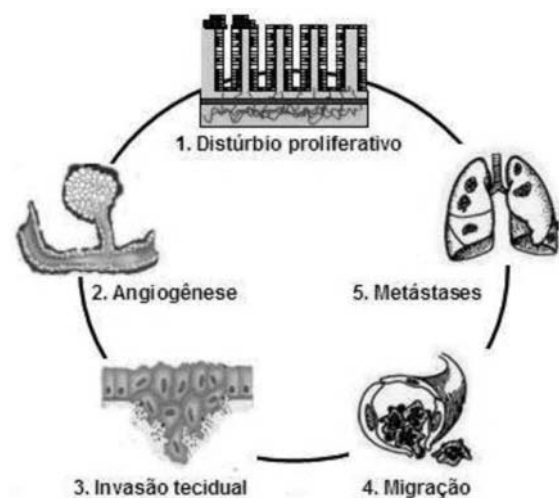 1. Distúrbio proliferativo
2. Angiogênese
5. Metástases
3. Invasão tecidual
4. Migração